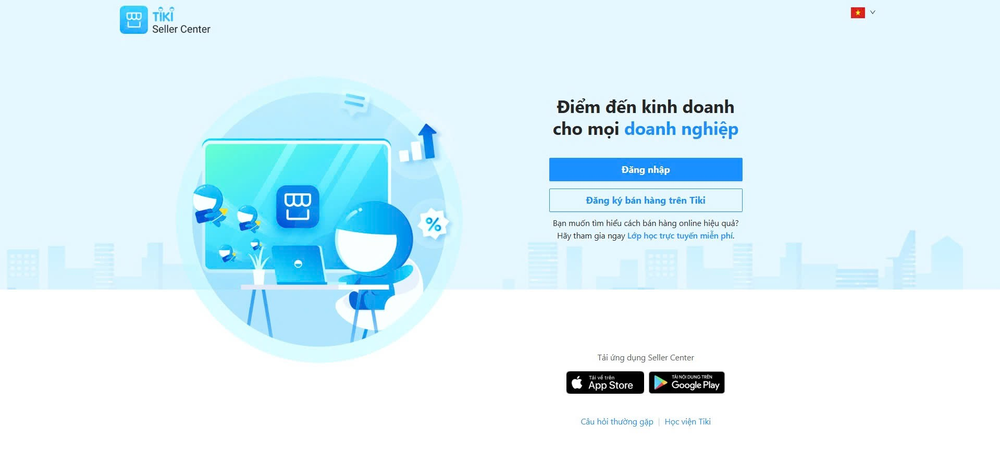 TIKI
Seller Center
Điểm đến kinh doanh
cho mọi doanh nghiệp
Đăng nhập
Đăng ký bán hàng trên Tiki
Bạn muốn tìm hiểu cách bán hàng online hiệu quả?
Hãy tham gia ngay Lớp học trực tuyến miễn phí.
%
Tải ứng dụng Seller Center
Tải về trên
App Store
TẢI NỘI DUNG TRÊN
Google Play
Câu hỏi thường gặp | Học viện Tiki